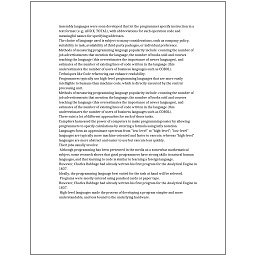 Assembly languages were soon developed that let the programmer specify instruction in a
text format (e.g., ADD X, TOTAL), with abbreviations for each operation code and
meaningful names for specifying addresses.
The choice of language used is subject to many considerations, such as company policy,
suitability to task, availability of third-party packages, or individual preference.
Methods of measuring programming language popularity include: counting the number of
job advertisements that mention the language, the number of books sold and courses
teaching the language (this overestimates the importance of newer languages), and
estimates of the number of existing lines of code written in the language (this
underestimates the number of users of business languages such as COBOL).
Techniques like Code refactoring can enhance readability.
Programmers typically use high-level programming languages that are more easily
intelligible to humans than machine code, which is directly executed by the central
processing unit.
Methods of measuring programming language popularity include: counting the number of
job advertisements that mention the language, the number of books sold and courses
teaching the language (this overestimates the importance of newer languages), and
estimates of the number of existing lines of code written in the language (this
underestimates the number of users of business languages such as COBOL).
There exist a lot of different approaches for each of those tasks.
Compilers harnessed the power of computers to make programming easier by allowing
programmers to specify calculations by entering a formula using infix notation.
Languages form an approximate spectrum from "low-level" to "high-level"; "low-level"
languages are typically more machine-oriented and faster to execute, whereas "high-level"
languages are more abstract and easier to use but execute less quickly.
Their jobs usually involve:
Although programming has been presented in the media as a somewhat mathematical
subject, some research shows that good programmers have strong skills in natural human
languages, and that learning to code is similar to learning a foreign language.
However, Charles Babbage had already written his first program for the Analytical Engine in
1837.
Ideally, the programming language best suited for the task at hand will be selected.
Programs were mostly entered using punched cards or paper tape.
However, Charles Babbage had already written his first program for the Analytical Engine in
1837.
However, Charles Babbage had already written his first program for the Analytical Engine in
1837.
High-level languages made the process of developing a program simpler and more
understandable, and less bound to the underlying hardware.